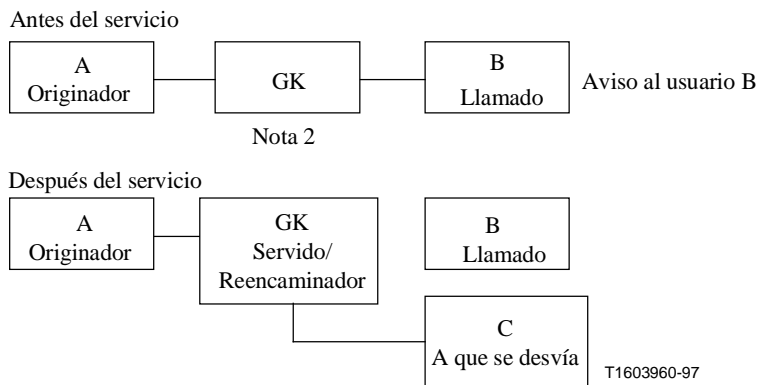 Antes del servicio
A
Originador
GK
B
Llamado
Aviso al usuario B
Nota 2
Después del servicio
A
Originador
GK
Servido/
Reencaminador
B
Llamado
C
A que se desvía
T1603960-97